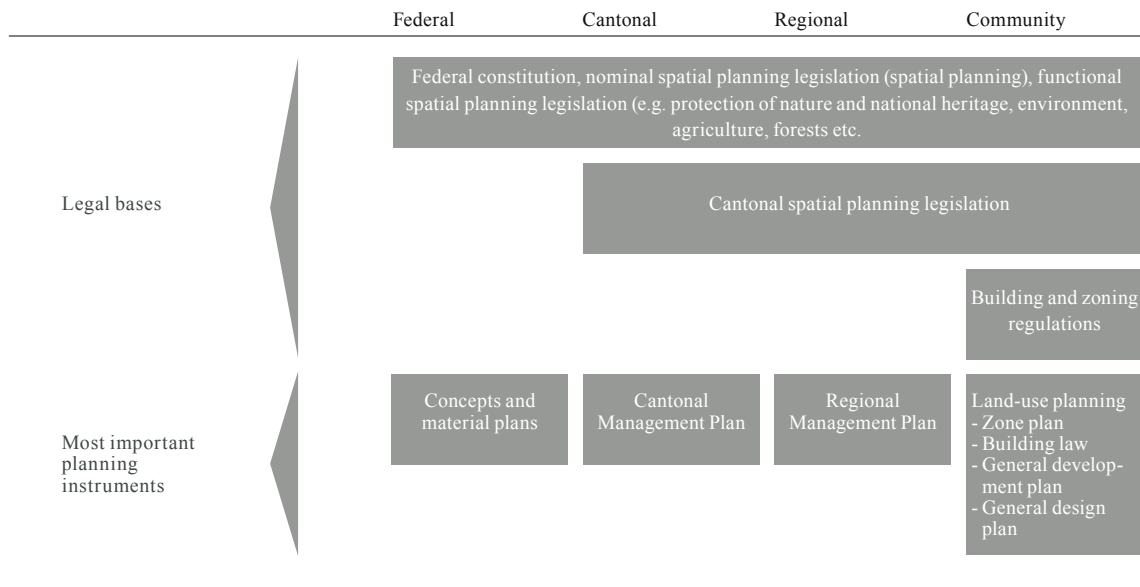 Federal Cantonal Regional Community
Federal constitution, nominal spatial planning legislation (spatial planning), functional
spatial planning legislation (e.g. protection of nature and national heritage, environment,
agriculture, forests etc.
Legal bases
Cantonal spatial planning legislation
Building and zoning
regulations
Most important
planning
instruments
Concepts and
material plans
Cantonal
Management Plan
Regional
Management Plan
Land-use planning
- Zone plan
- Building law
- General develop-
ment plan
- General design
plan